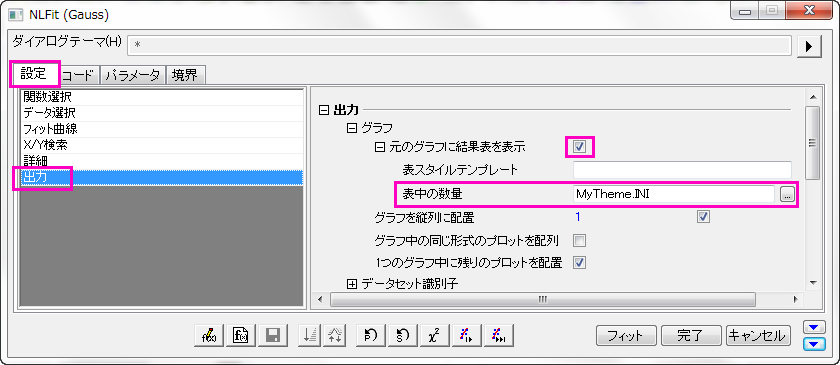 NLFit (Gauss)
ダイアログテーマ(H) *
設定 コード パラメータ 境界
関数選択
データ選択
フィット曲線
X/Y検索
詳細
出力
出力
グラフ
元のグラフに結果表を表示
表スタイルテンプレート
表中の数量 MyTheme.INI ...
グラフを縦列に配置 1
グラフ中の同じ形式のプロットを配列
1つのグラフ中に残りのプロットを配置
データセット識別子
フィット 完了 キャンセル